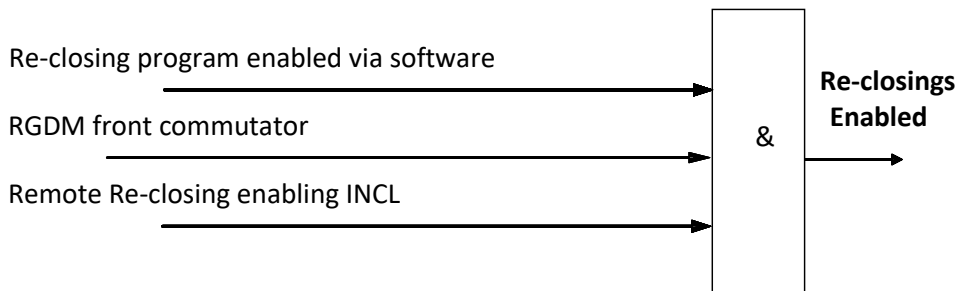 Re-closing program enabled via software
RGDM front commutator
Remote Re-closing enabling INCL
&
Re-closings
Enabled